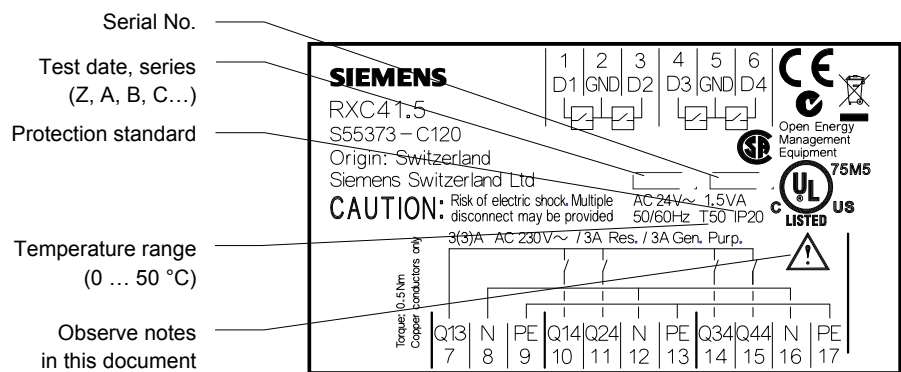 Serial No.
Test date, series
(Z, A, B, C…)
Protection standard
Temperature range
(0 … 50 °C)
Observe notes
in this document
SIEMENS
RXC41.5
S55373-C120
Origin: Switzerland
Siemens Switzerland Ltd
CAUTION: Risk of electric shock. Multiple
disconnect may be provided
1 2 3 4 5 6
D1 GND D2 D3 GND D4
CE
Open Energy
Management
Equipment
75M5
AC 24V~ 1.5VA
50/60Hz T50 IP20
C UL US
LISTED
3(3)A AC 230V~ / 3A Res. / 3A Gen. Purp.
Torque: 0.5Nm
Copper conductors only
Q13 N PE Q14 Q24 N PE Q34 Q44 N PE
7 8 9 10 11 12 13 14 15 16 17